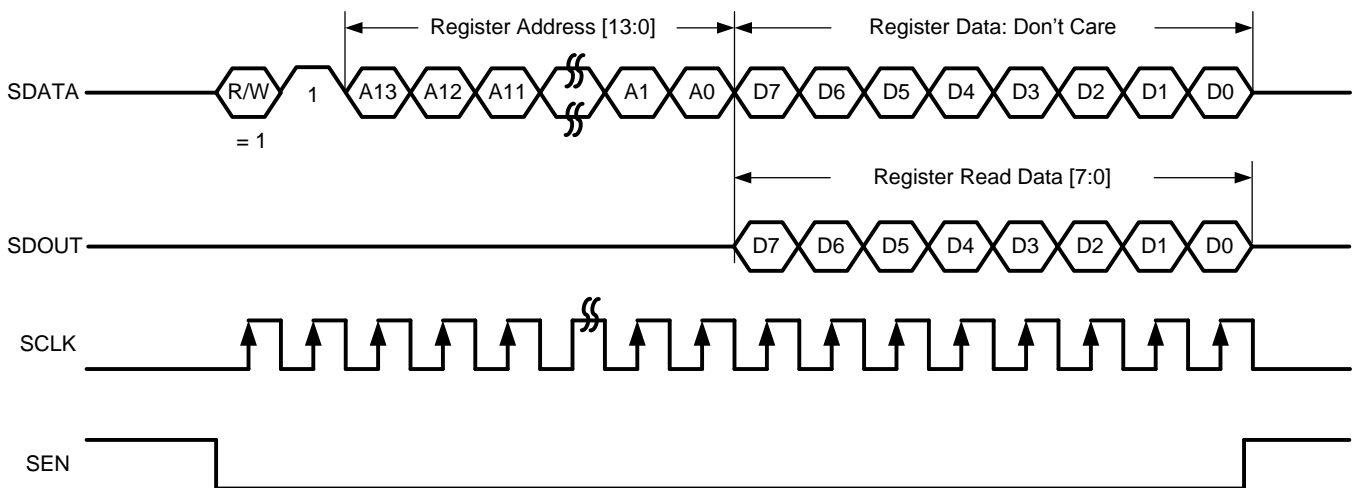 Register Address [13:0] Register Data: Don't Care
SDATA R/W 1 A13 A12 A11 A1 A0 D7 D6 D5 D4 D3 D2 D1 D0
= 1
Register Read Data [7:0]
SDOUT D7 D6 D5 D4 D3 D2 D1 D0
SCLK
SEN